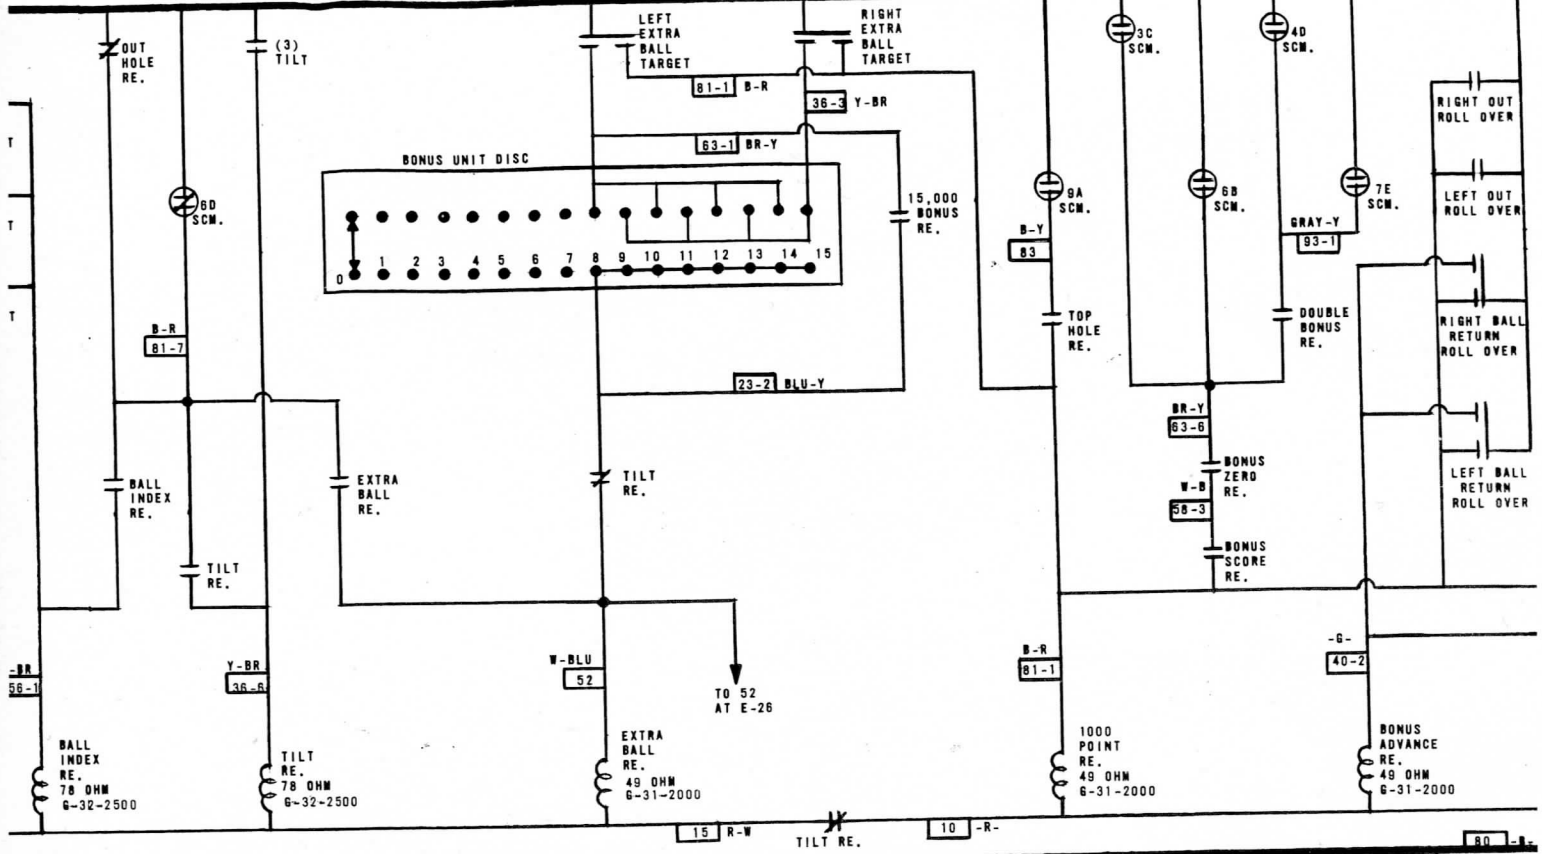 OUT
HOLE
RE.
(3)
TILT
LEFT
EXTRA
BALL
TARGET
RIGHT
EXTRA
BALL
TARGET
3C
SCM.
4D
SCM.
81-1 B-R
36-3 Y-BR
RIGHT OUT
ROLL OVER
T
63-1 BR-Y
BONUS UNIT DISC
6D
SCM.
15,000
BONUS
RE.
9A
SCM.
6B
SCM.
7E
SCM.
LEFT OUT
ROLL OVER
T
B-Y
83
GRAY-Y
93-1
0 1 2 3 4 5 6 7 8 9 10 11 12 13 14 15
T
B-R
81-7
TOP
HOLE
RE.
DOUBLE
BONUS
RE.
RIGHT BALL
RETURN
ROLL OVER
23-2 BLU-Y
BR-Y
63-6
BALL
INDEX
RE.
EXTRA
BALL
RE.
TILT
RE.
BONUS
ZERO
RE.
W-B
58-3
LEFT BALL
RETURN
ROLL OVER
TILT
RE.
BONUS
SCORE
RE.
-BR
56-1
Y-BR
36-6
W-BLU
52
TO 52
AT E-26
B-R
81-1
-G-
40-2
BALL
INDEX
RE.
78 OHM
G-32-2500
TILT
RE.
78 OHM
G-32-2500
EXTRA
BALL
RE.
49 OHM
G-31-2000
1000
POINT
RE.
49 OHM
G-31-2000
BONUS
ADVANCE
RE.
49 OHM
G-31-2000
15 R-W
TILT RE.
10 -R-
80